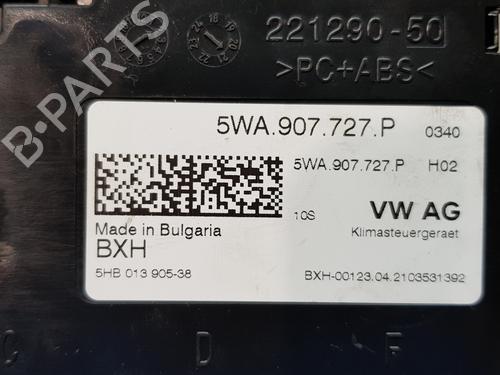 221290-50
>PC+ABS<
5WA.907.727.P 0340
5WA.907.727.P H02
10S VW AG
Made in Bulgaria Klimasteuergeraet
BXH
5HB 013 905-38 BXH-00123.04.2103531392
C D F
B-PARTS